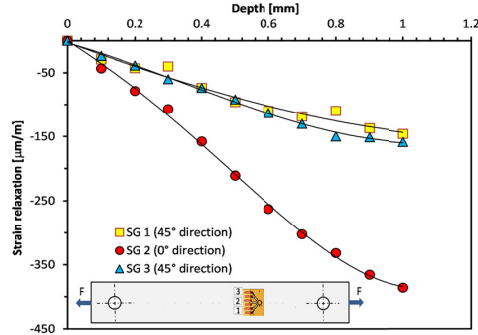 Depth [mm]
0 0.2 0.4 0.6 0.8 1 1.2
Strain relaxation [µm/m]
-50
-150
-250
-350
-450
SG 1 (45° direction)
SG 2 (0° direction)
SG 3 (45° direction)
F
3
2
1
F